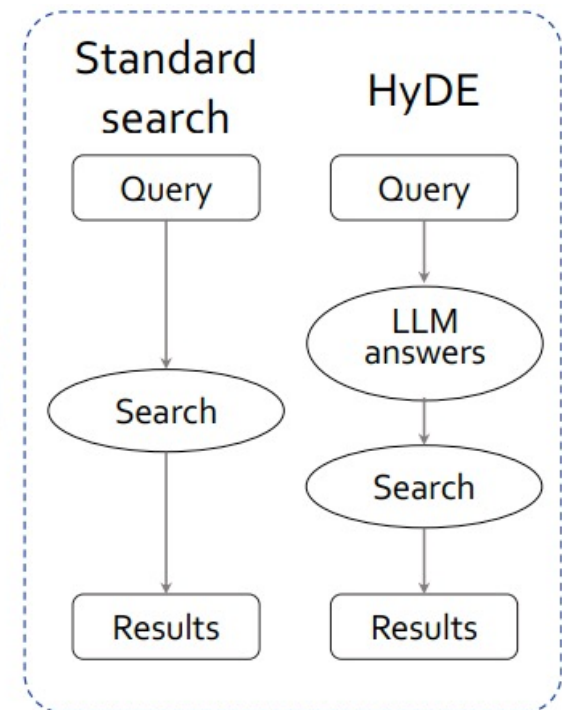 Standard
search
Query
Search
Results
HyDE
Query
LLM
answers
Search
Results